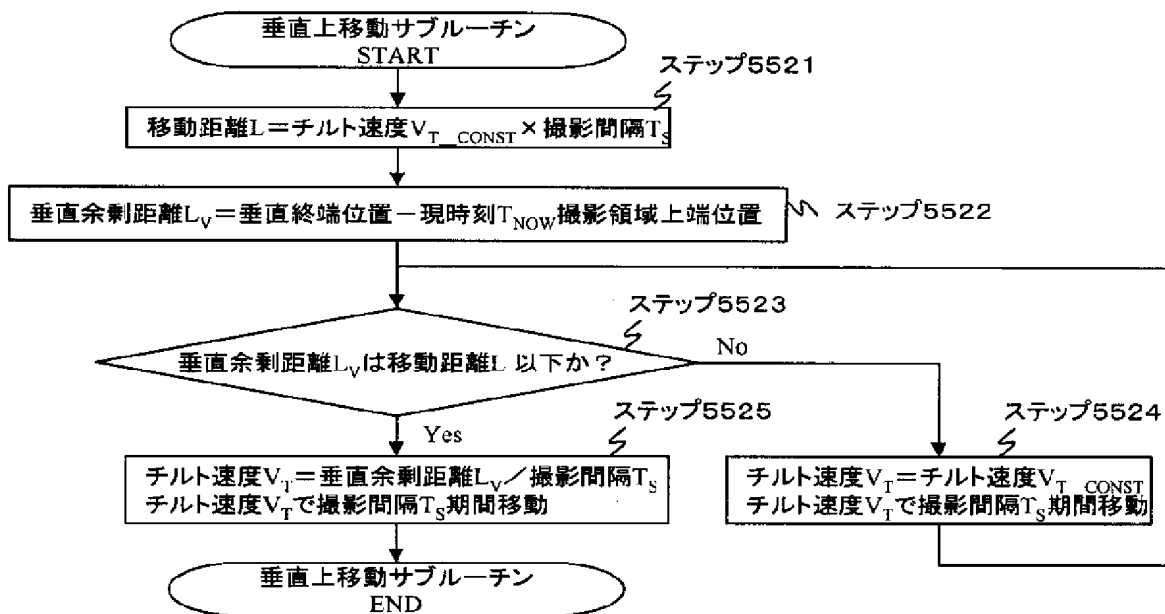 垂直上移動サブルーチン
START
ステップ5521
移動距離L=チルト速度V_T_CONST×撮影間隔T_S
垂直余剰距離L_V=垂直終端位置-現時刻T_NOW撮影領域上端位置
ステップ5522
ステップ5523
垂直余剰距離L_Vは移動距離L 以下か?
No
Yes
ステップ5525
チルト速度V_T=垂直余剰距離L_V/撮影間隔T_S
チルト速度V_Tで撮影間隔T_S期間移動
ステップ5524
チルト速度V_T=チルト速度V_T_CONST
チルト速度V_Tで撮影間隔T_S期間移動
垂直上移動サブルーチン
END